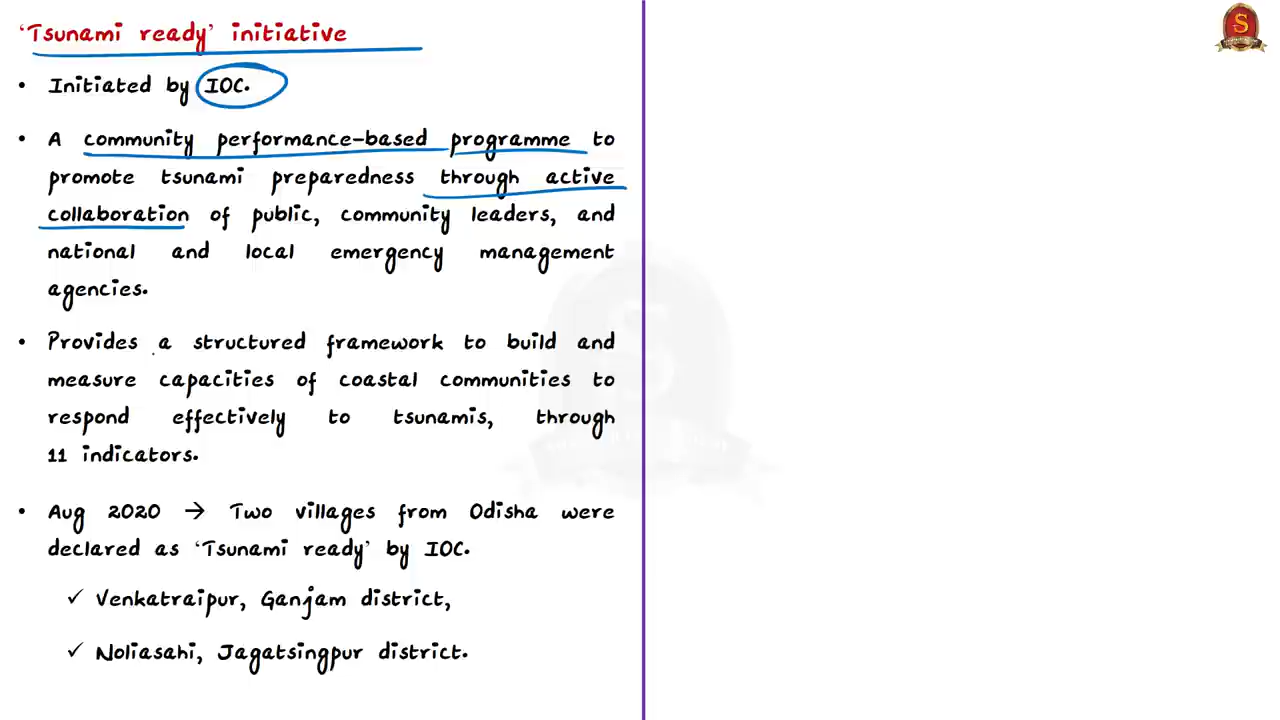 ‘Tsunami ready’ initiative
• Initiated by IOC.
• A community performance-based programme to
promote tsunami preparedness through active
collaboration of public, community leaders, and
national and local emergency management
agencies.
• Provides a structured framework to build and
measure capacities of coastal communities to
respond effectively to tsunamis, through
11 indicators.
• Aug 2020 → Two villages from Odisha were
declared as ‘Tsunami ready’ by IOC.
✓ Venkatraipur, Ganjam district,
✓ Noliasahi, Jagatsingpur district.
S